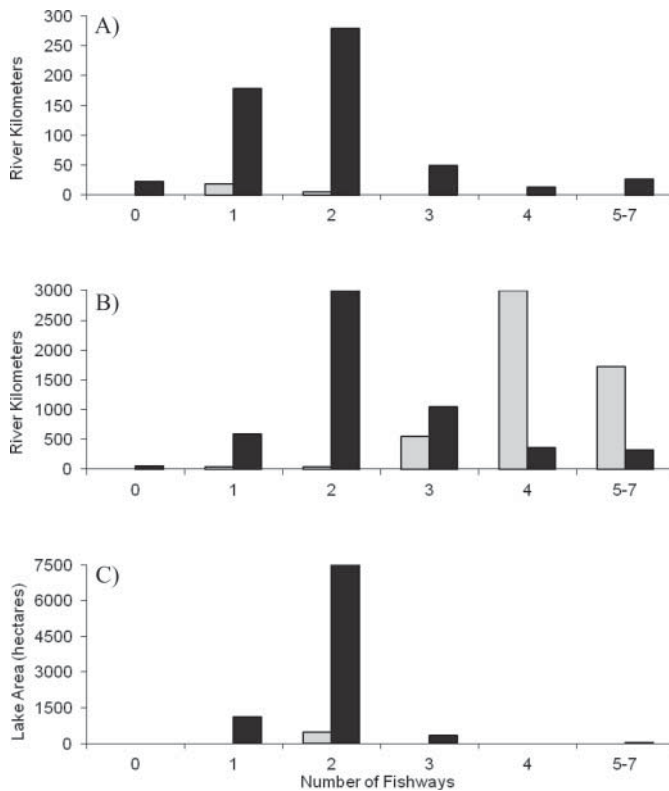 A)
River Kilometers
300
250
200
150
100
50
0
0 1 2 3 4 5-7
B)
River Kilometers
3000
2500
2000
1500
1000
500
0
0 1 2 3 4 5-7
C)
Lake Area (hectares)
7500
6000
4500
3000
1500
0
0 1 2 3 4 5-7
Number of Fishways